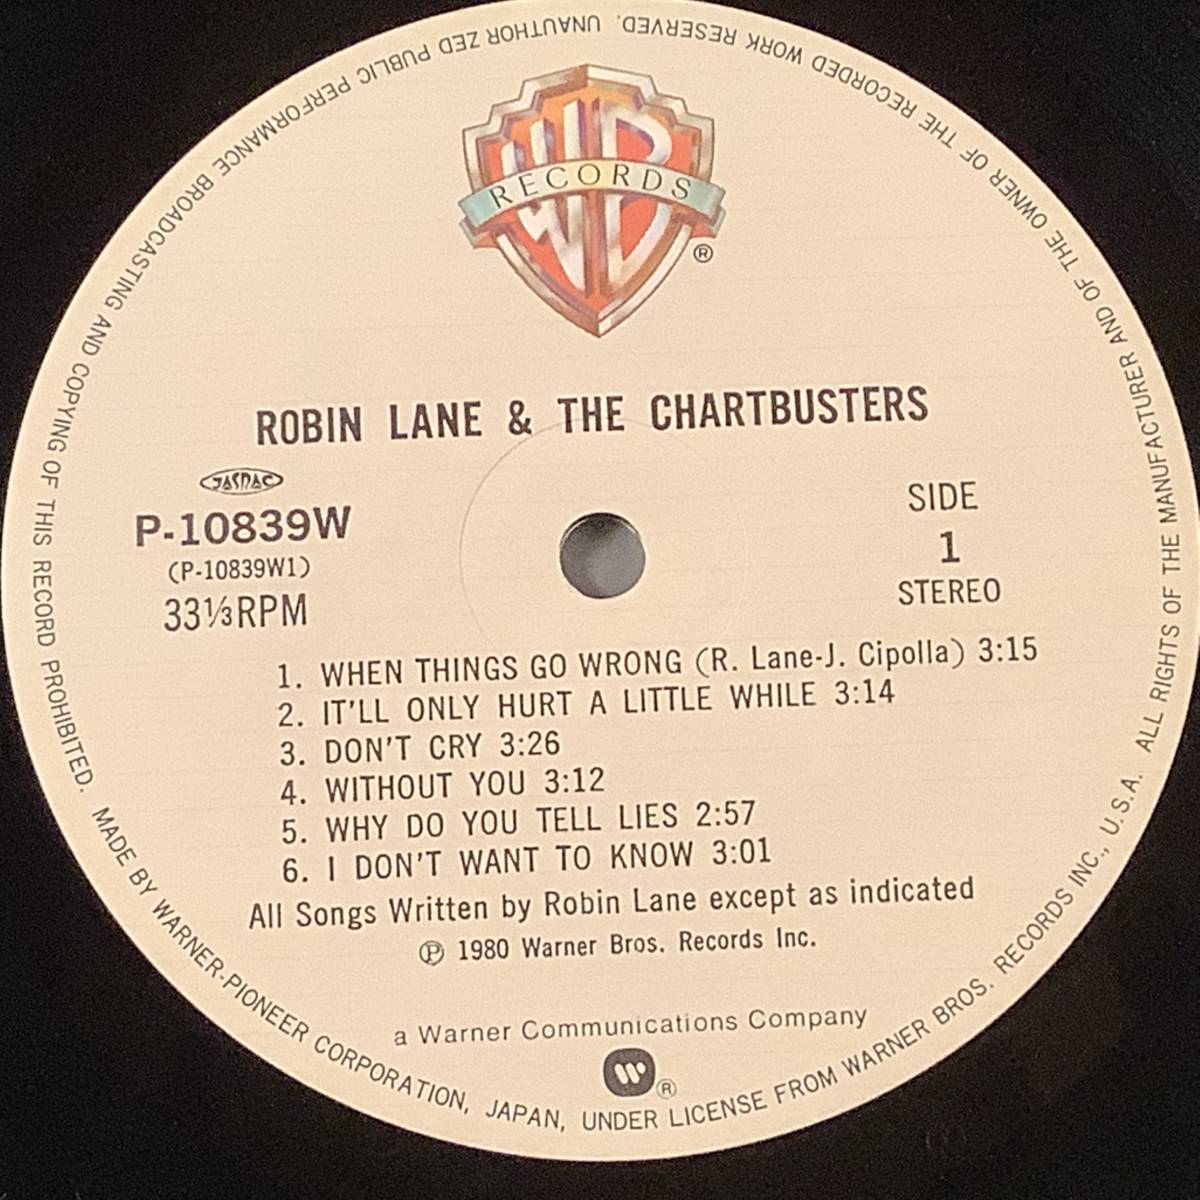 WB
RECORDS
®
ROBIN LANE & THE CHARTBUSTERS
JASRAC
P-10839W
(P-10839W1)
33⅓RPM
SIDE
1
STEREO
1. WHEN THINGS GO WRONG (R. Lane-J. Cipolla) 3:15
2. IT'LL ONLY HURT A LITTLE WHILE 3:14
3. DON'T CRY 3:26
4. WITHOUT YOU 3:12
5. WHY DO YOU TELL LIES 2:57
6. I DON'T WANT TO KNOW 3:01
All Songs Written by Robin Lane except as indicated
Ⓟ 1980 Warner Bros. Records Inc.
a Warner Communications Company
W ®
MADE BY WARNER-PIONEER CORPORATION, JAPAN, UNDER LICENSE FROM WARNER BROS. RECORDS INC., U.S.A. ALL RIGHTS OF THE MANUFACTURER AND OF THE OWNER OF THE RECORDED WORK RESERVED. UNAUTHOR ZED PUBLIC PERFORMANCE BROADCASTING AND COPYING OF THIS RECORD PROHIBITED.